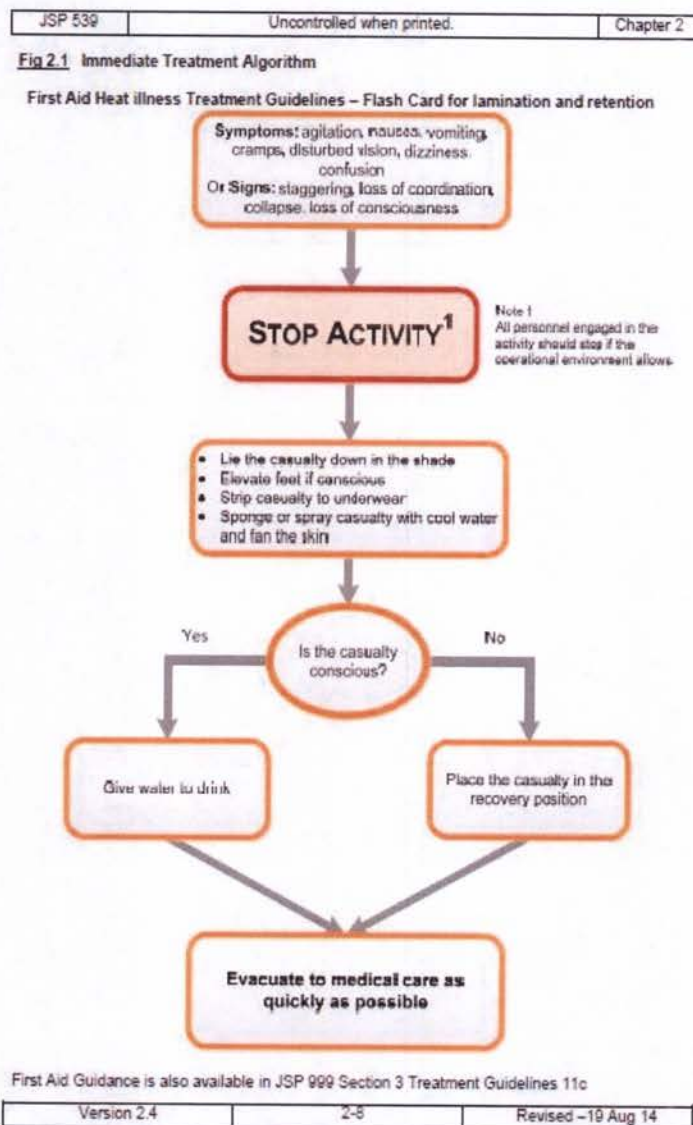 JSP 539 Uncontrolled when printed. Chapter 2
Fig 2.1 Immediate Treatment Algorithm
First Aid Heat illness Treatment Guidelines – Flash Card for lamination and retention
Symptoms: agitation, nausea, vomiting,
cramps, disturbed vision, dizziness,
confusion
Or Signs: staggering, loss of coordination,
collapse, loss of consciousness
STOP ACTIVITY¹
Note 1
All personnel engaged in the
activity should stop if the
operational environment allows.
• Lie the casualty down in the shade
• Elevate feet if conscious
• Strip casualty to underwear
• Sponge or spray casualty with cool water
and fan the skin
Is the casualty
conscious?
Yes
No
Give water to drink
Place the casualty in the
recovery position
Evacuate to medical care as
quickly as possible
First Aid Guidance is also available in JSP 999 Section 3 Treatment Guidelines 11c
Version 2.4 2-8 Revised –19 Aug 14